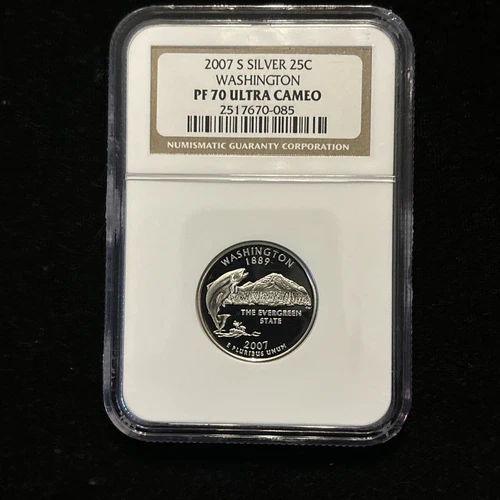 2007 S SILVER 25C
WASHINGTON
PF 70 ULTRA CAMEO
2517670-085
NUMISMATIC GUARANTY CORPORATION
WASHINGTON
1889
THE EVERGREEN
STATE
2007
E PLURIBUS UNUM